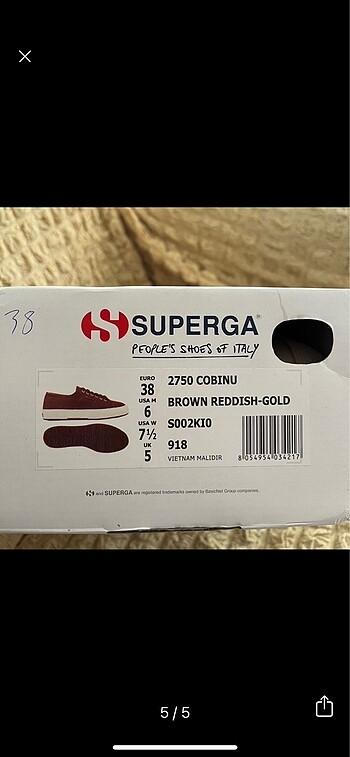 38
SUPERGA®
PEOPLE'S SHOES OF ITALY
EURO
38
USA M
6
USA W
7½
UK
5
2750 COBINU
BROWN REDDISH-GOLD
S002KI0
918
VIETNAM MALIDIR
8 054954 034217
and SUPERGA are registered trademarks owned by BasicNet Group companies.
5/5